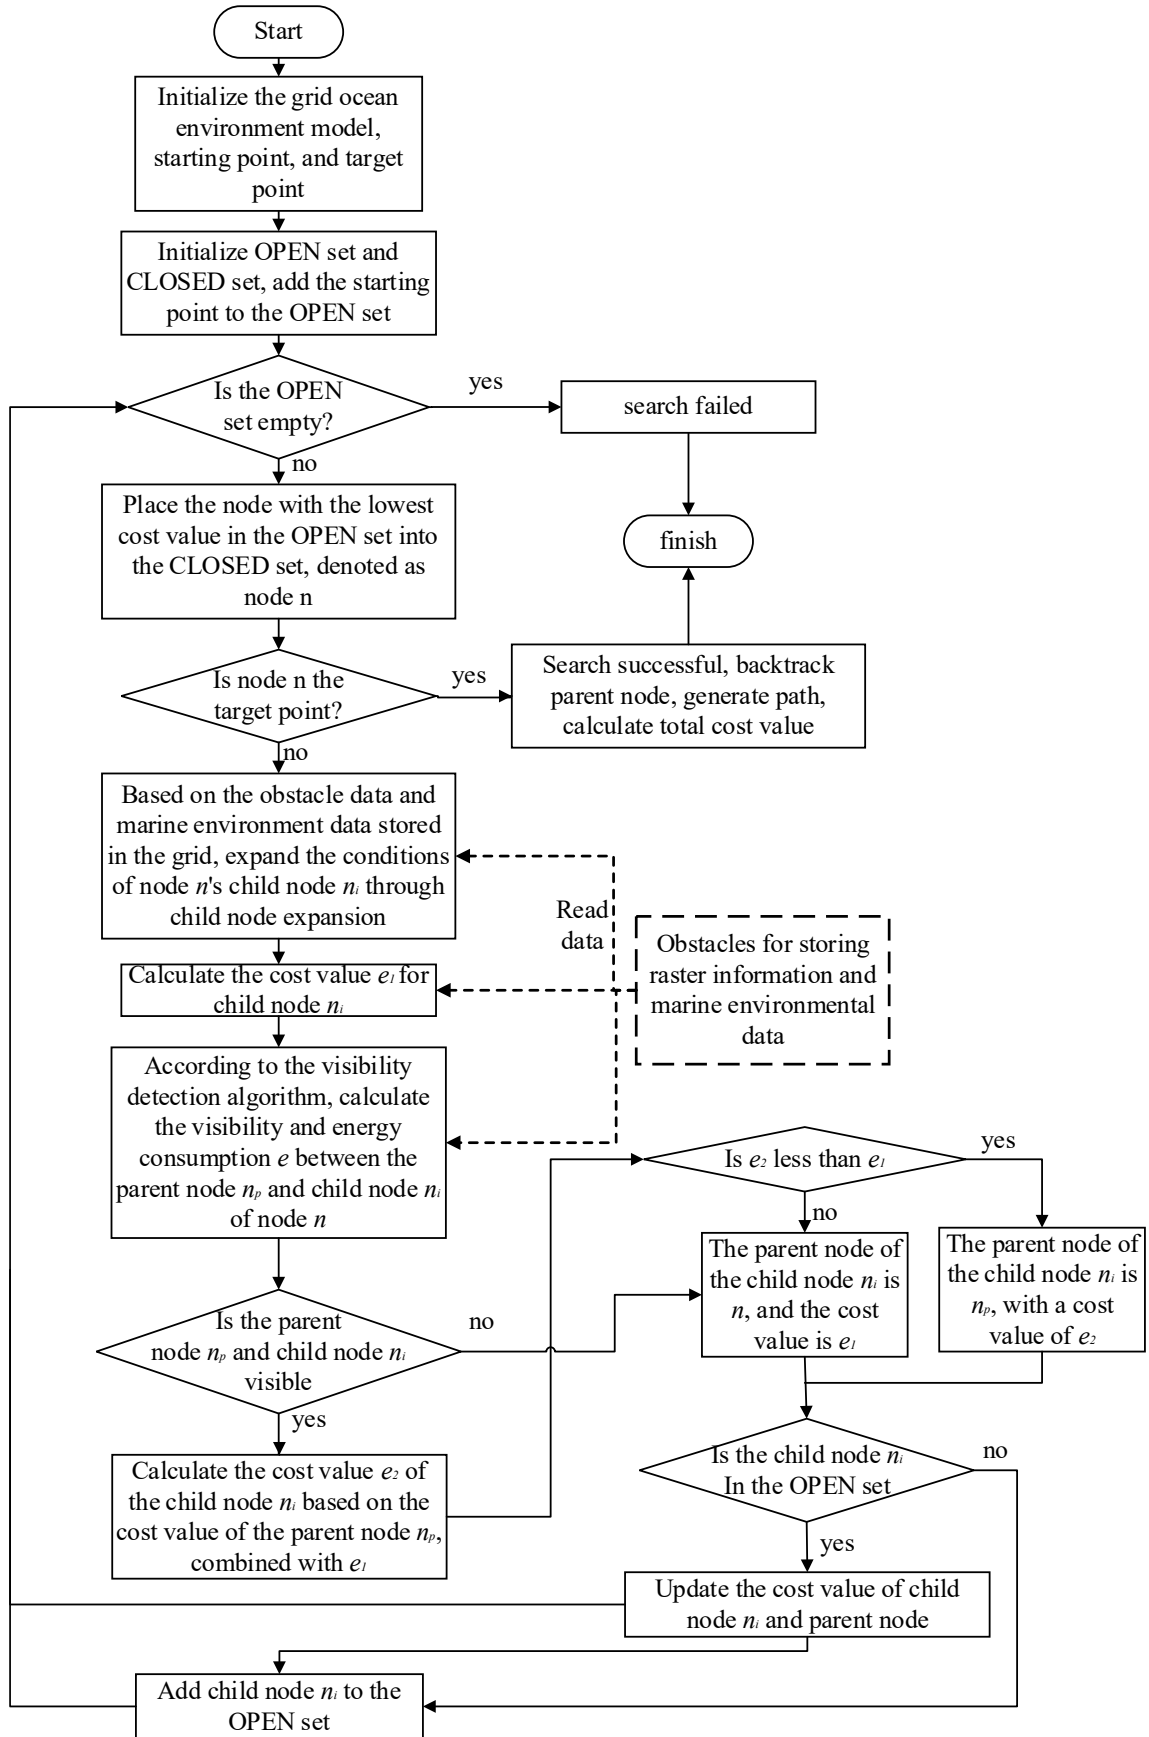 Start
Initialize the grid ocean
environment model,
starting point, and target
point
Initialize OPEN set and
CLOSED set, add the starting
point to the OPEN set
Is the OPEN
set empty?
yes
search failed
no
Place the node with the lowest
cost value in the OPEN set into
the CLOSED set, denoted as
node n
finish
Is node n the
target point?
yes
Search successful, backtrack
parent node, generate path,
calculate total cost value
no
Based on the obstacle data and
marine environment data stored
in the grid, expand the conditions
of node n's child node nᵢ through
child node expansion
Read
data
Obstacles for storing
raster information and
marine environmental
data
Calculate the cost value e₁ for
child node nᵢ
According to the visibility
detection algorithm, calculate
the visibility and energy
consumption e between the
parent node nₚ and child node nᵢ
of node n
Is e₂ less than e₁
yes
no
The parent node of
the child node nᵢ is
n, and the cost
value is e₁
The parent node of
the child node nᵢ is
nₚ, with a cost
value of e₂
Is the parent
node nₚ and child node nᵢ
visible
no
yes
Calculate the cost value e₂ of
the child node nᵢ based on the
cost value of the parent node nₚ,
combined with e₁
Is the child node nᵢ
In the OPEN set
no
yes
Update the cost value of child
node nᵢ and parent node
Add child node nᵢ to the
OPEN set